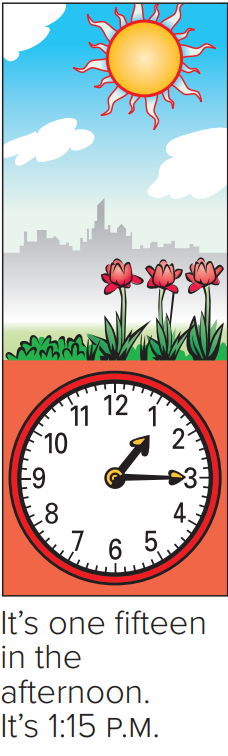 12
11 1
10 2
9 3
8 4
7 5
6
It's one fifteen
in the
afternoon.
It's 1:15 P.M.